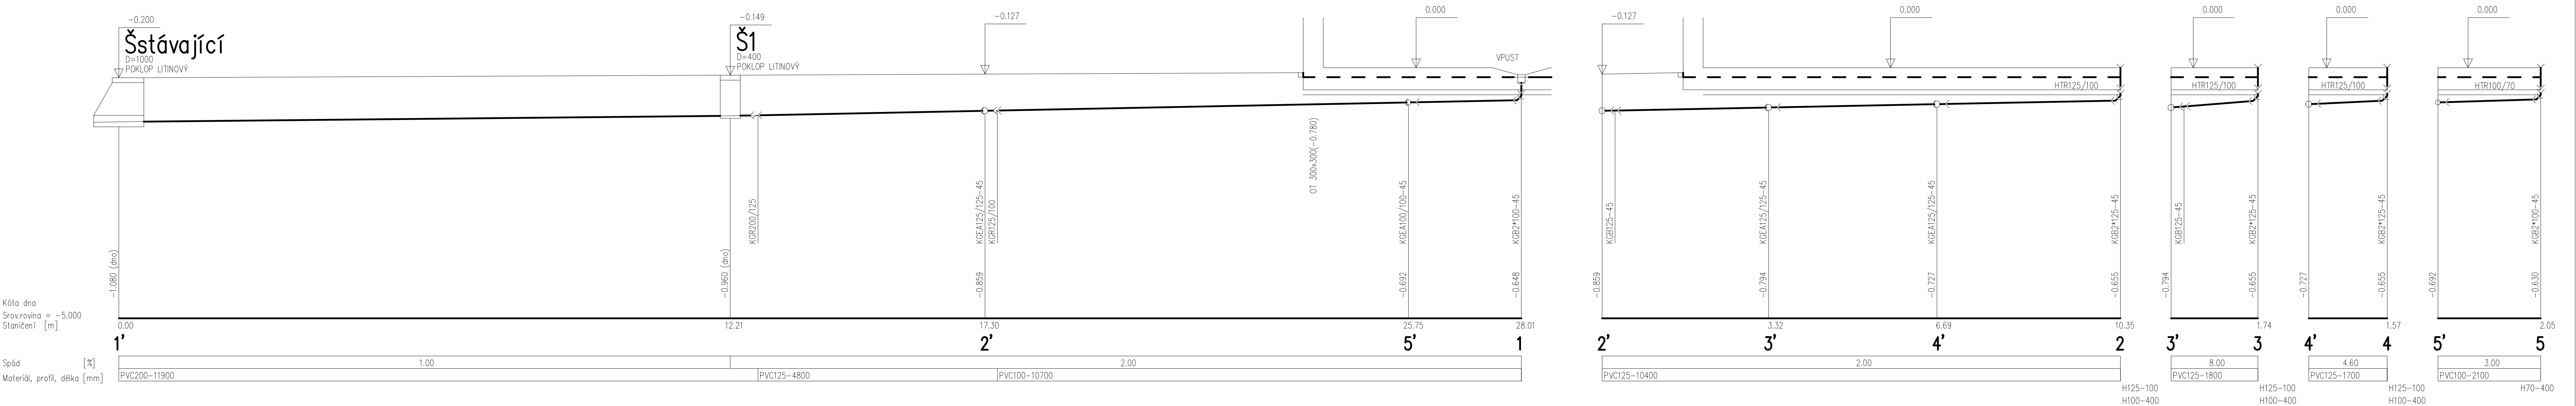 -0.200
-0.149
-0.127
0.000
-0.127
0.000
0.000
0.000
0.000
Šstávající
D=1000
POKLOP LITINOVÝ
Š1
D=400
POKLOP LITINOVÝ
VPUST
HTR125/100
HTR125/100
HTR125/100
HTR100/70
KGR200/125
KGEA125/125-45
KGR125/100
OT 300x300(-0.780)
KGEA100/100-45
KGB2*100-45
KGB125-45
KGEA125/125-45
KGEA125/125-45
KGB2*125-45
KGB125-45
KGB2*125-45
KGB2*125-45
KGB2*100-45
-1.080 (dno)
-0.960 (dno)
-0.859
-0.692
-0.648
-0.859
-0.794
-0.727
-0.655
-0.794
-0.655
-0.727
-0.655
-0.692
-0.630
Kóta dna
Srov.rovina = -5.000
Staničení [m]
0.00
12.21
17.30
25.75
28.01
3.32
6.69
10.35
1.74
1.57
2.05
1'
2'
5'
1
2'
3'
4'
2
3'
3
4'
4
5'
5
Spád [%]
1.00
2.00
2.00
8.00
4.60
3.00
Materiál, profil, délka [mm]
PVC200-11900
PVC125-4800
PVC100-10700
PVC125-10400
PVC125-1800
PVC125-1700
PVC100-2100
H125-100
H100-400
H125-100
H100-400
H125-100
H100-400
H70-400